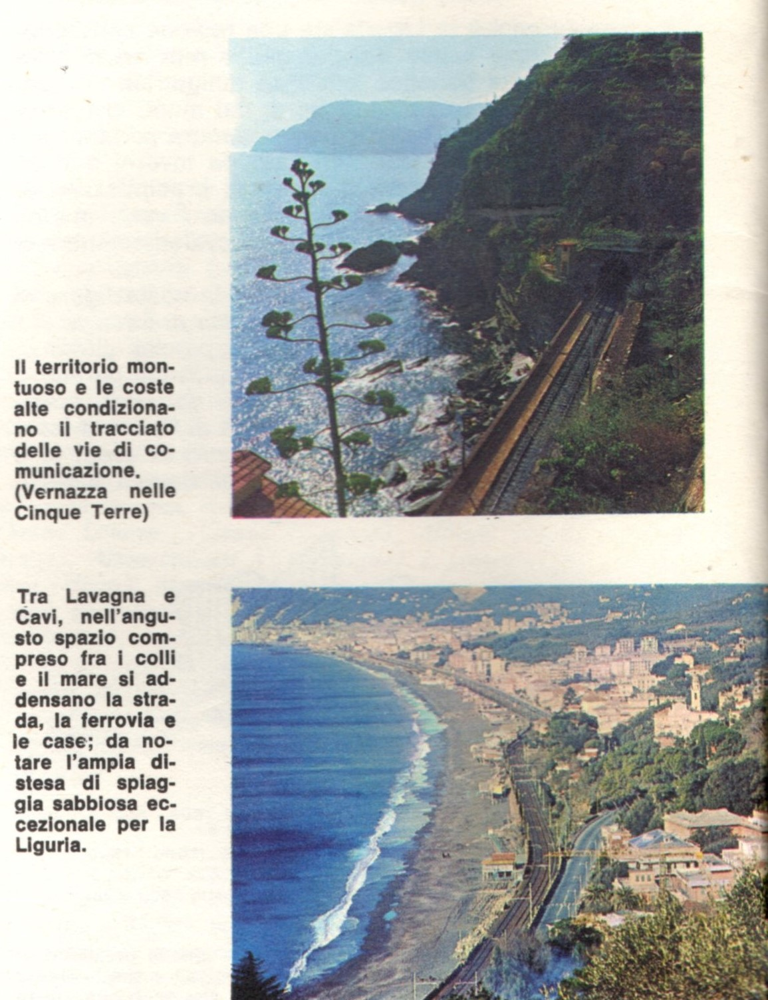 Il territorio mon-
tuoso e le coste
alte condiziona-
no il tracciato
delle vie di co-
municazione.
(Vernazza nelle
Cinque Terre)
Tra Lavagna e
Cavi, nell'angu-
sto spazio com-
preso fra i colli
e il mare si ad-
densano la stra-
da, la ferrovia e
le case; da no-
tare l'ampia di-
stesa di spiag-
gia sabbiosa ec-
cezionale per la
Liguria.